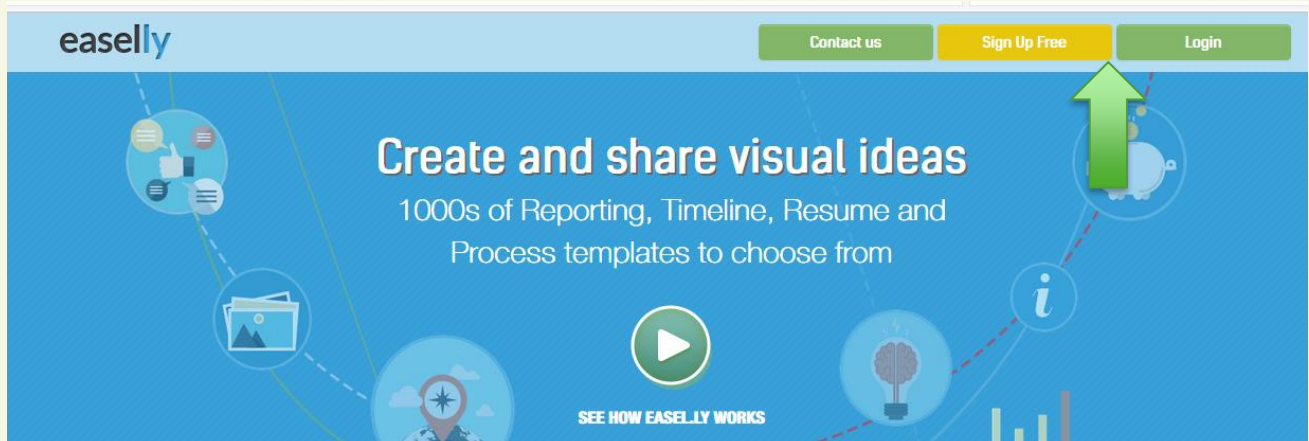 easelly
Contact us
Sign Up Free
Login
Create and share visual ideas
1000s of Reporting, Timeline, Resume and
Process templates to choose from
i
SEE HOW EASEL.LY WORKS